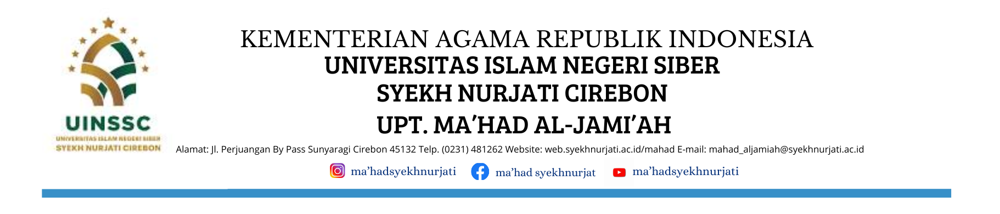 KEMENTERIAN AGAMA REPUBLIK INDONESIA
UNIVERSITAS ISLAM NEGERI SIBER
SYEKH NURJATI CIREBON
UPT. MA’HAD AL-JAMI’AH
UINSSC
UNIVERSITAS ISLAM NEGERI SIBER
SYEKH NURJATI CIREBON
Alamat: Jl. Perjuangan By Pass Sunyaragi Cirebon 45132 Telp. (0231) 481262 Website: web.syekhnurjati.ac.id/mahad E-mail: mahad_aljamiah@syekhnurjati.ac.id
ma’hadsyekhnurjati ma’had syekhnurjat ma’hadsyekhnurjati